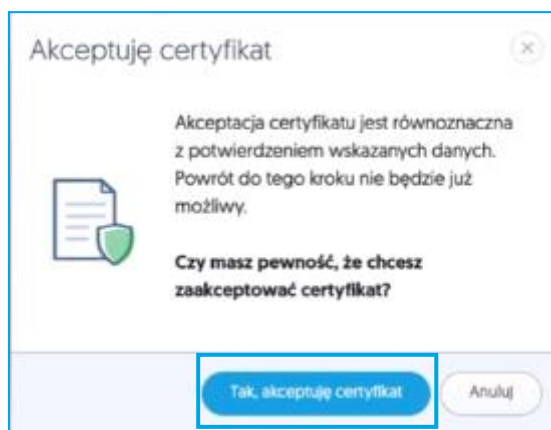 Akceptuję certyfikat
Akceptacja certyfikatu jest równoznaczna
z potwierdzeniem wskazanych danych.
Powrót do tego kroku nie będzie już
możliwy.
Czy masz pewność, że chcesz
zaakceptować certyfikat?
Tak, akceptuję certyfikat
Anuluj